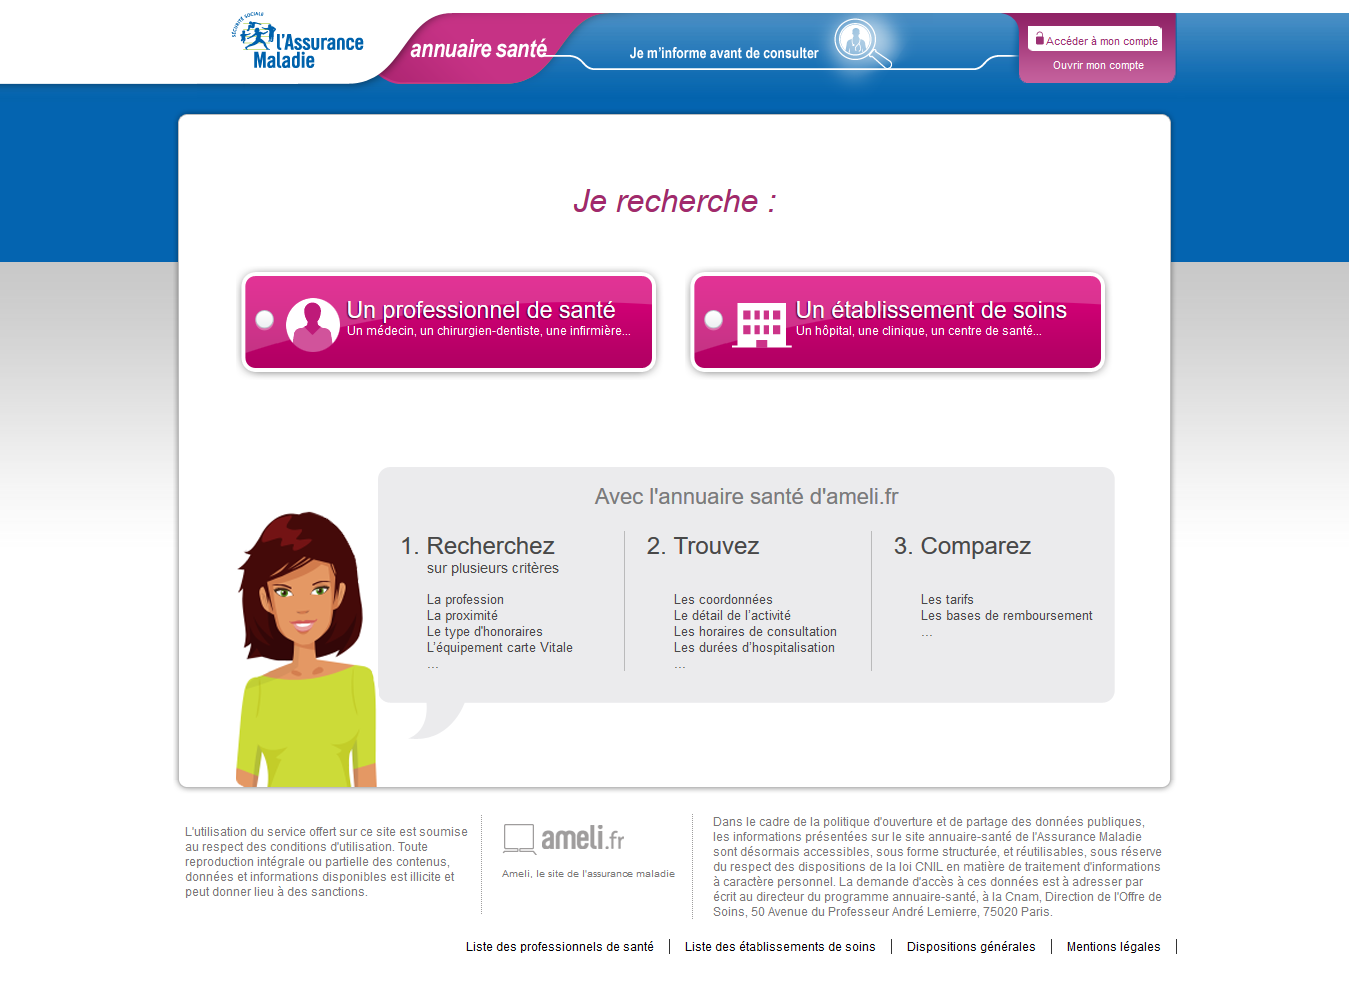 SÉCURITÉ SOCIALE
l'Assurance
Maladie
annuaire santé
Je m'informe avant de consulter
Accéder à mon compte
Ouvrir mon compte
Je recherche :
Un professionnel de santé
Un médecin, un chirurgien-dentiste, une infirmière...
Un établissement de soins
Un hôpital, une clinique, un centre de santé...
Avec l'annuaire santé d'ameli.fr
1. Recherchez
sur plusieurs critères
La profession
La proximité
Le type d'honoraires
L'équipement carte Vitale
...
2. Trouvez
Les coordonnées
Le détail de l'activité
Les horaires de consultation
Les durées d'hospitalisation
...
3. Comparez
Les tarifs
Les bases de remboursement
...
L'utilisation du service offert sur ce site est soumise
au respect des conditions d'utilisation. Toute
reproduction intégrale ou partielle des contenus,
données et informations disponibles est illicite et
peut donner lieu à des sanctions.
ameli.fr
Ameli, le site de l'assurance maladie
Dans le cadre de la politique d'ouverture et de partage des données publiques,
les informations présentées sur le site annuaire-santé de l'Assurance Maladie
sont désormais accessibles, sous forme structurée, et réutilisables, sous réserve
du respect des dispositions de la loi CNIL en matière de traitement d'informations
à caractère personnel. La demande d'accès à ces données est à adresser par
écrit au directeur du programme annuaire-santé, à la Cnam, Direction de l'Offre de
Soins, 50 Avenue du Professeur André Lemierre, 75020 Paris.
Liste des professionnels de santé
Liste des établissements de soins
Dispositions générales
Mentions légales